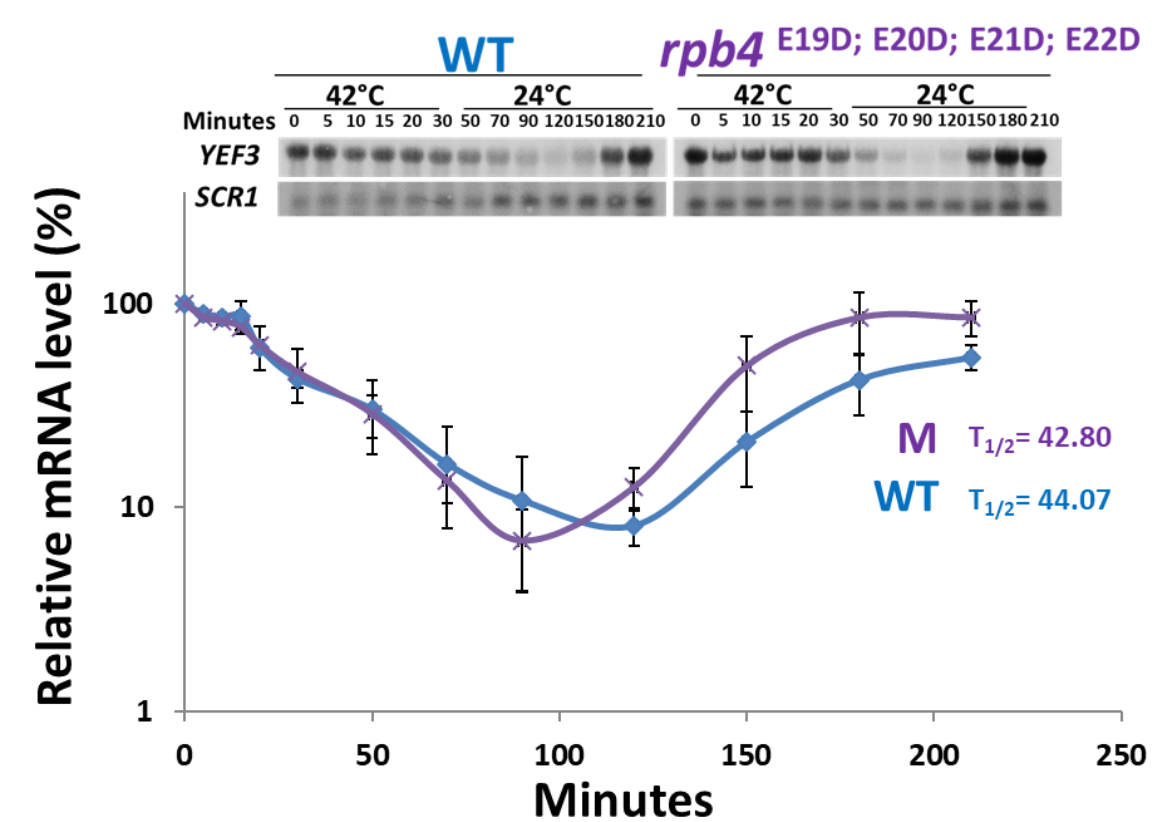 WT rpb4 E19D; E20D; E21D; E22D
42°C 24°C 42°C 24°C
Minutes 0 5 10 15 20 30 50 70 90 120 150 180 210 0 5 10 15 20 30 50 70 90 120 150 180 210
YEF3
SCR1
Relative mRNA level (%)
100
10
1
M T1/2= 42.80
WT T1/2= 44.07
0 50 100 150 200 250
Minutes